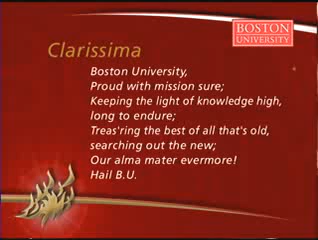 Clarissima
BOSTON
UNIVERSITY
Boston University,
Proud with mission sure;
Keeping the light of knowledge high,
long to endure;
Treas'ring the best of all that's old,
searching out the new;
Our alma mater evermore!
Hail B.U.